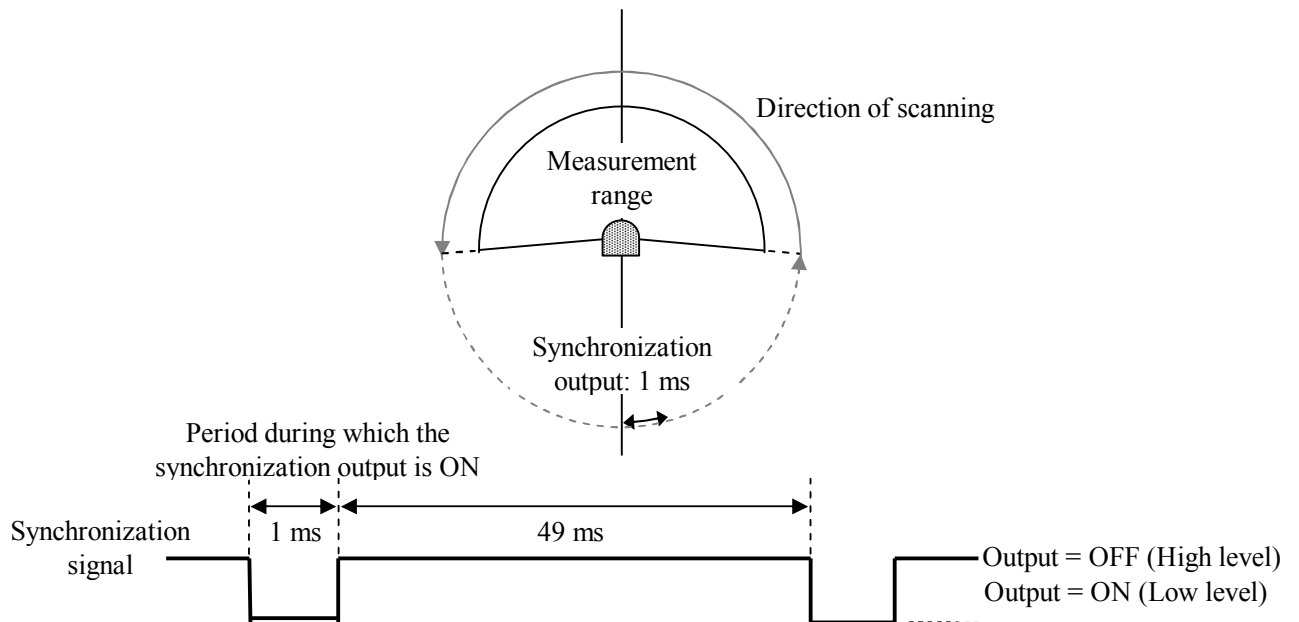 Direction of scanning
Measurement
range
Synchronization
output: 1 ms
Period during which the
synchronization output is ON
Synchronization
signal
1 ms
49 ms
Output = OFF (High level)
Output = ON (Low level)